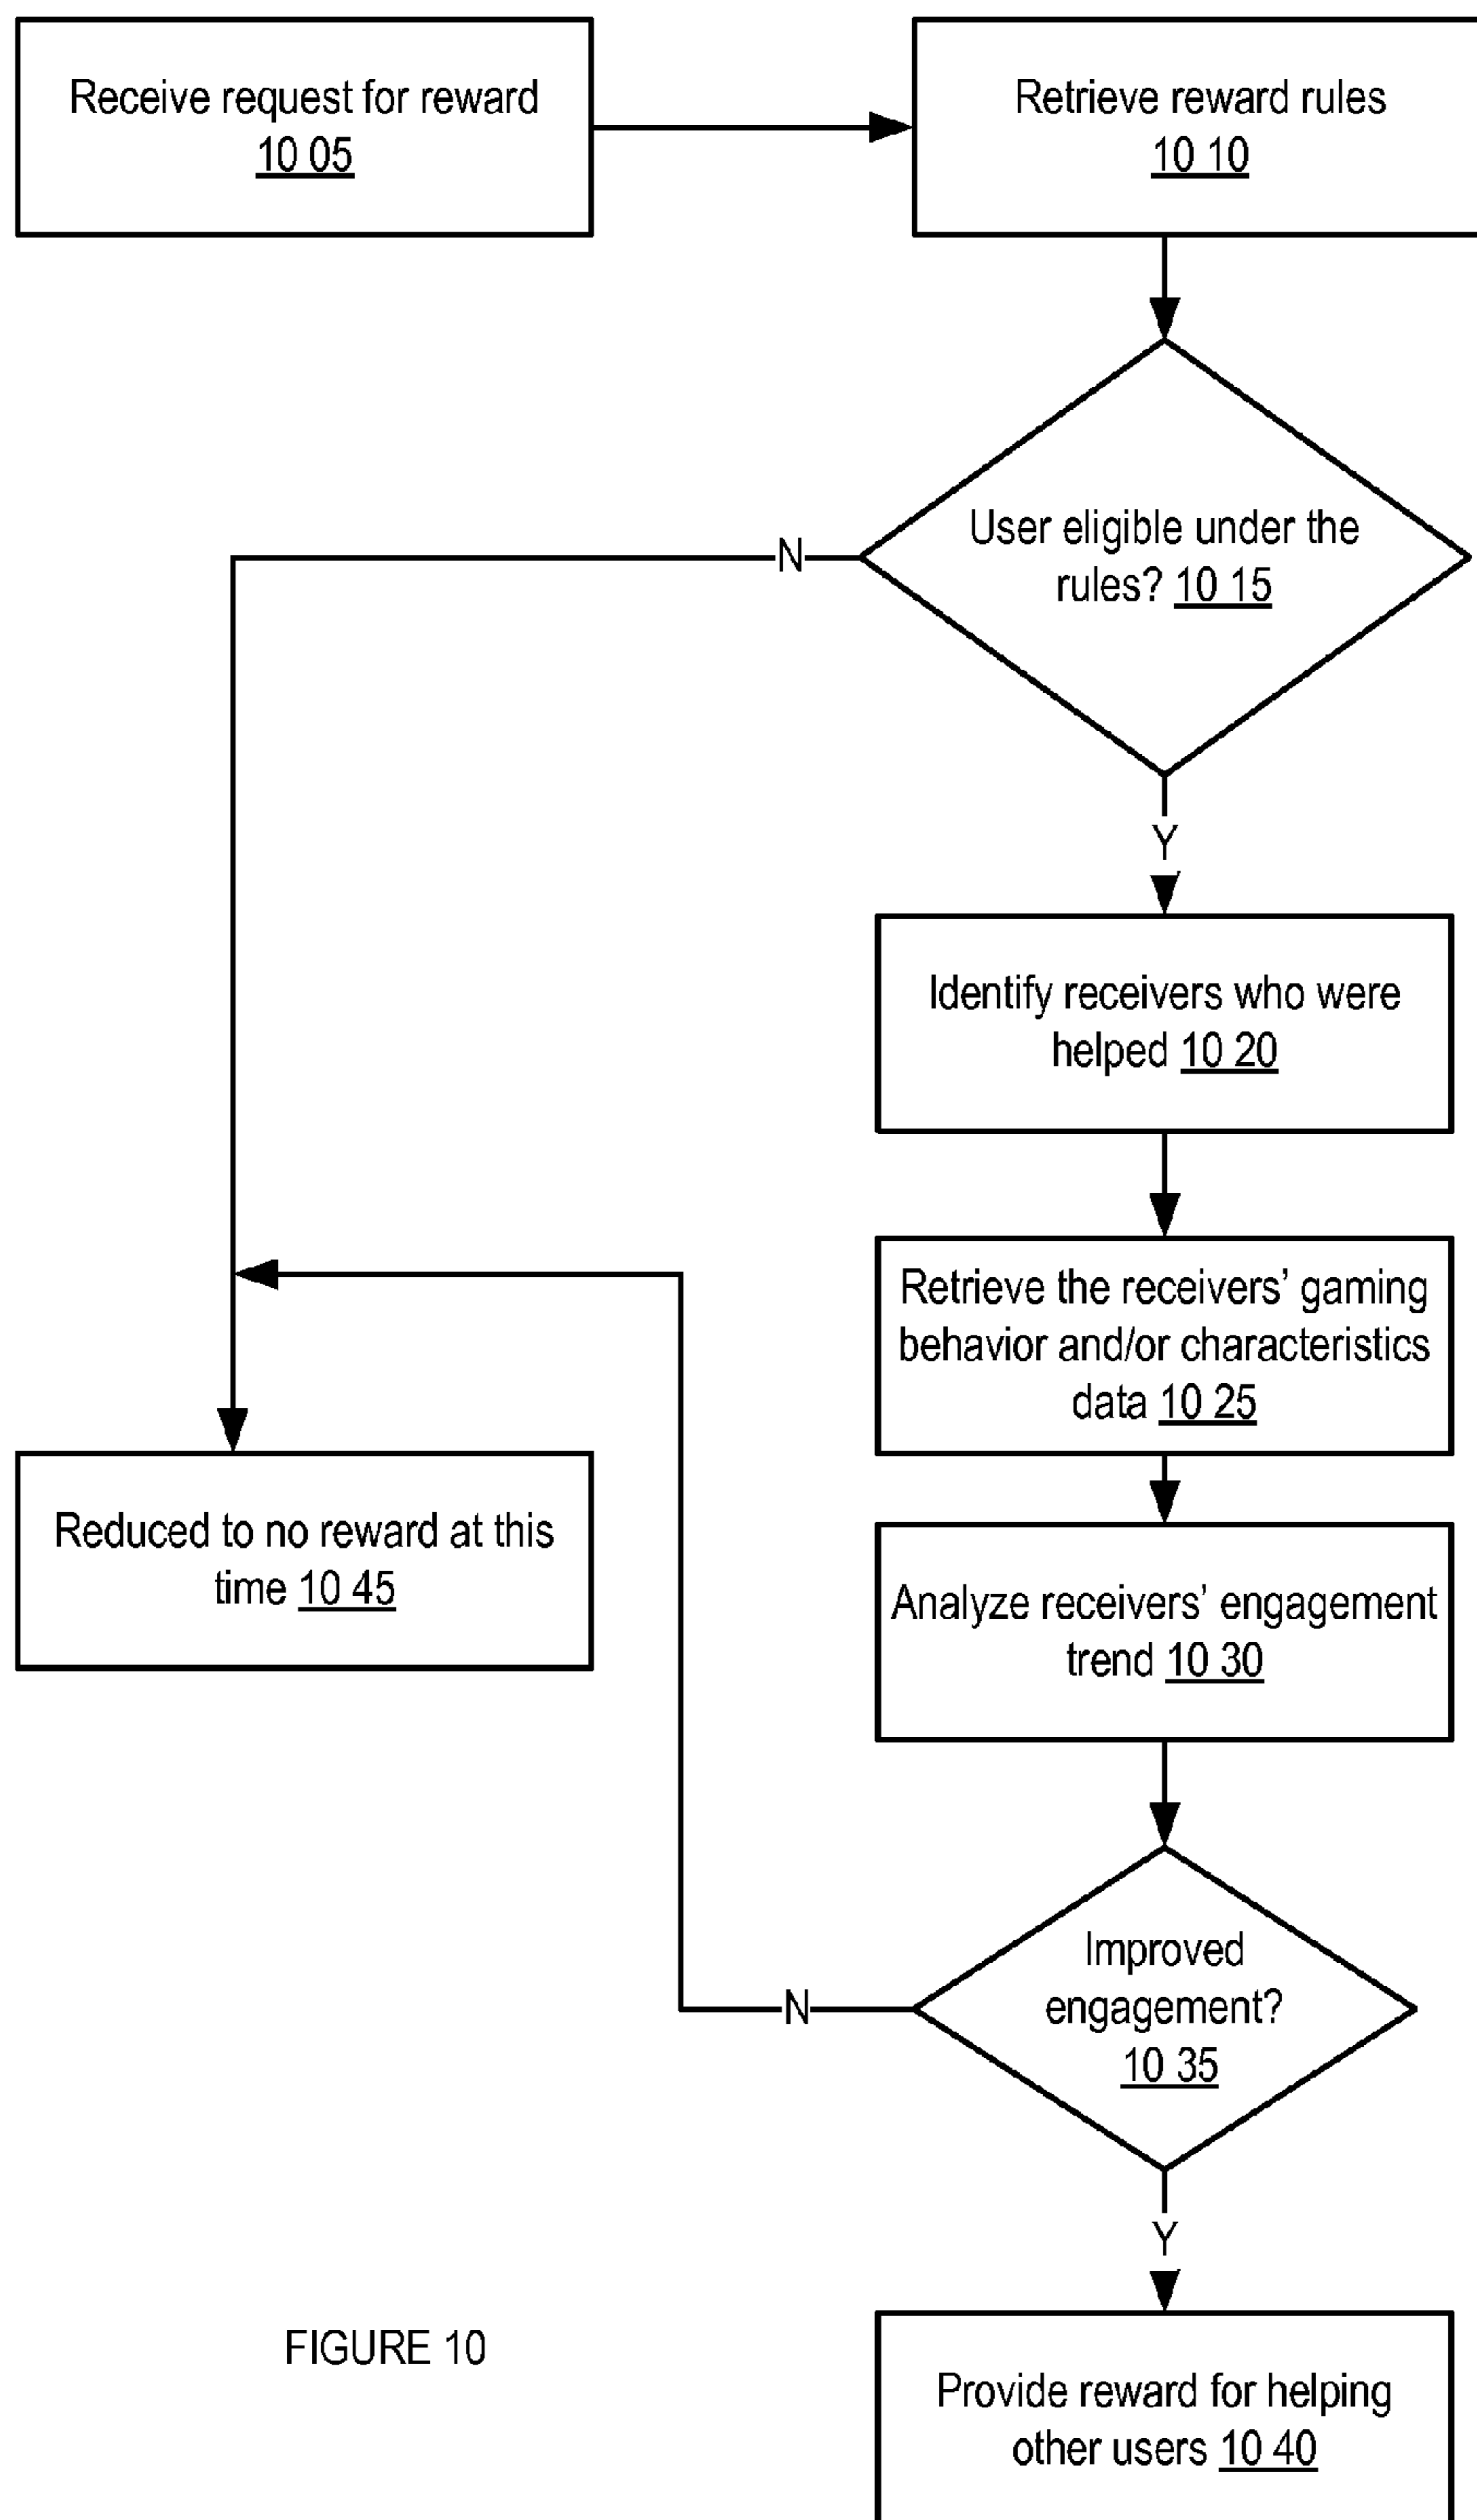 Receive request for reward
10 05
Retrieve reward rules
10 10
User eligible under the
rules? 10 15
N
Y
Identify receivers who were
helped 10 20
Retrieve the receivers’ gaming
behavior and/or characteristics
data 10 25
Reduced to no reward at this
time 10 45
Analyze receivers’ engagement
trend 10 30
Improved
engagement?
10 35
N
Y
FIGURE 10
Provide reward for helping
other users 10 40